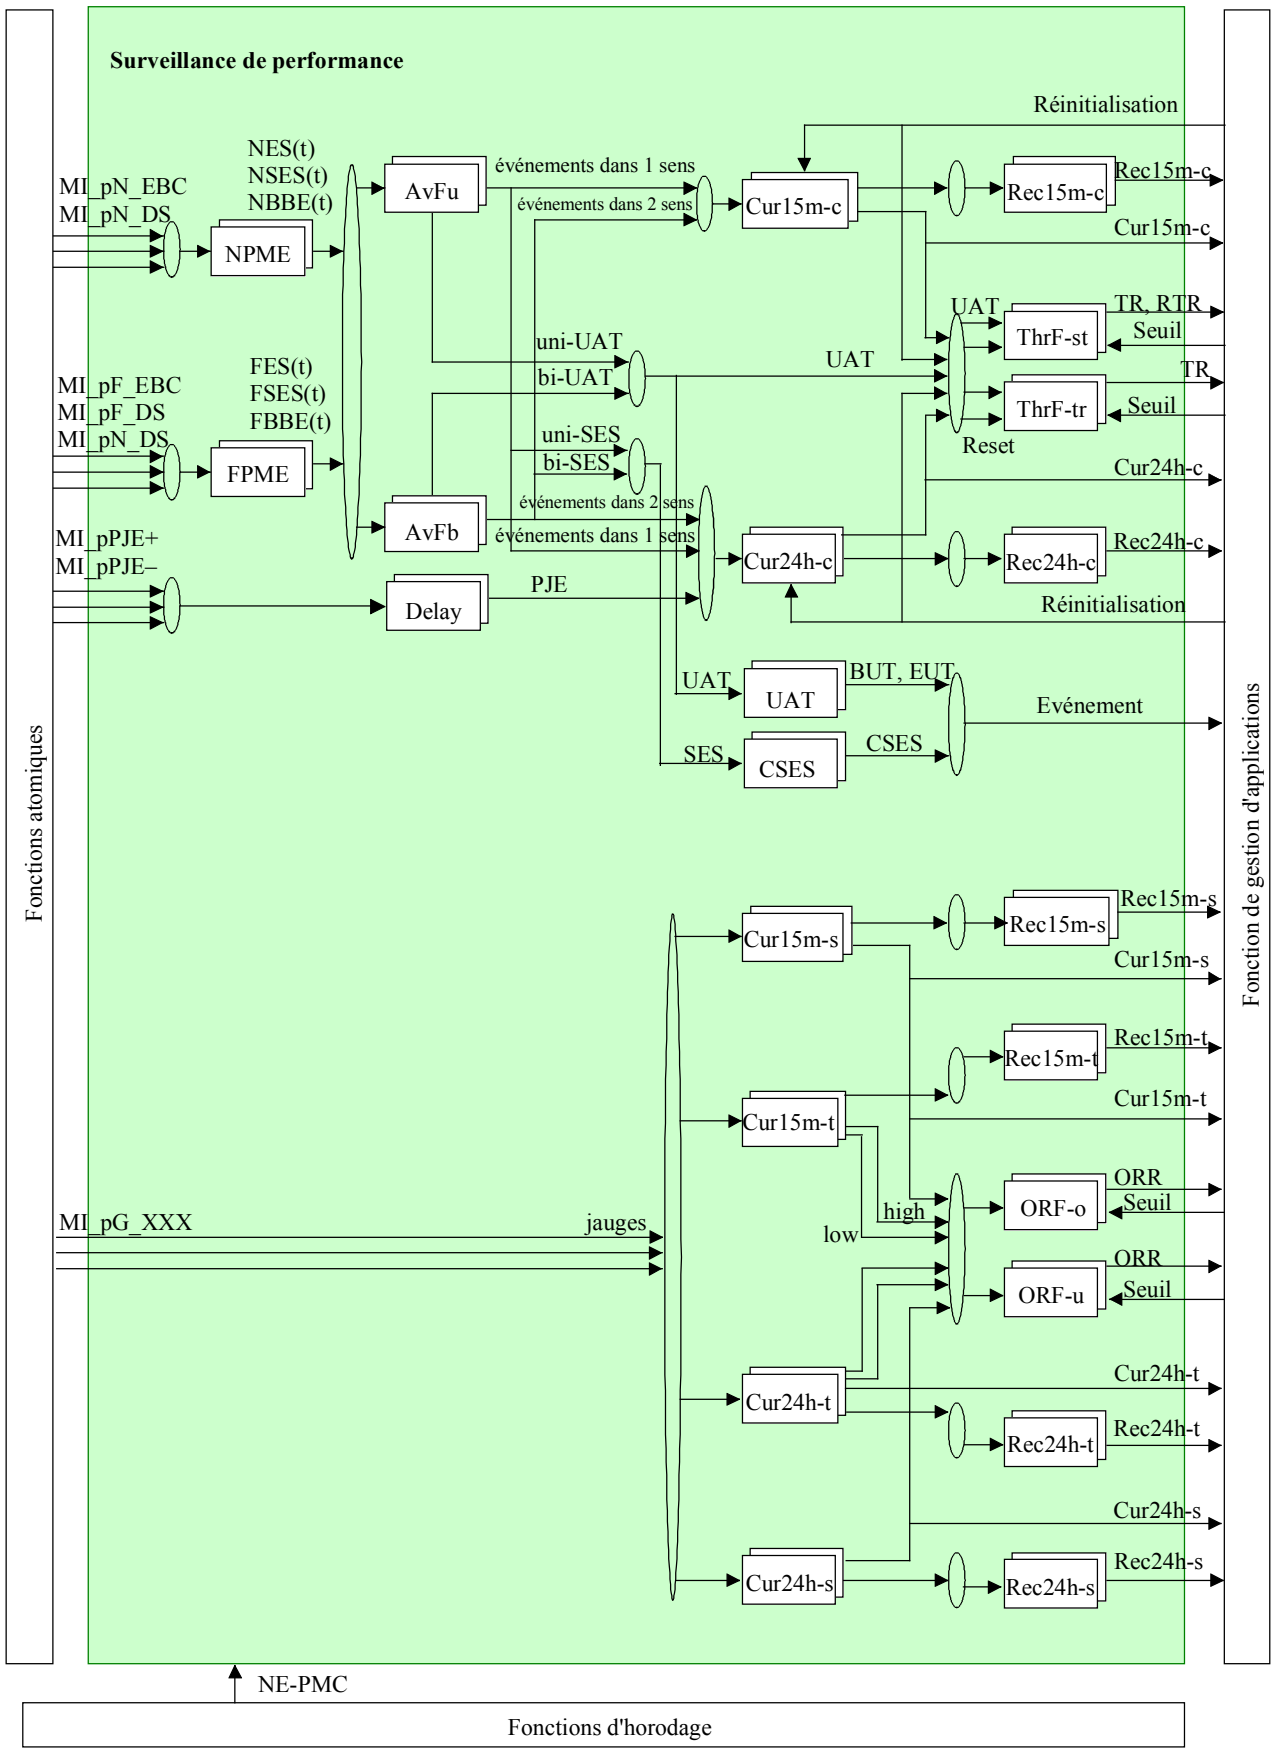 Surveillance de performance
Réinitialisation
NES(t)
NSES(t)
NBBE(t)
MI_pN_EBC
MI_pN_DS
NPME
AvFu
événements dans 1 sens
événements dans 2 sens
Cur15m-c
Rec15m-c
Rec15m-c
Cur15m-c
UAT
ThrF-st
TR, RTR
Seuil
uni-UAT
bi-UAT
UAT
ThrF-tr
TR
Seuil
Reset
FES(t)
FSES(t)
FBBE(t)
MI_pF_EBC
MI_pF_DS
MI_pN_DS
FPME
uni-SES
bi-SES
Cur24h-c
AvFb
événements dans 2 sens
événements dans 1 sens
Cur24h-c
Rec24h-c
Rec24h-c
MI_pPJE+
MI_pPJE–
Delay
PJE
Réinitialisation
UAT
UAT
BUT, EUT
Evénement
SES
CSES
CSES
Fonctions atomiques
Fonction de gestion d'applications
Cur15m-s
Rec15m-s
Rec15m-s
Cur15m-s
Rec15m-t
Rec15m-t
Cur15m-t
Cur15m-t
ORF-o
ORR
Seuil
high
low
MI_pG_XXX
jauges
ORF-u
ORR
Seuil
Cur24h-t
Cur24h-t
Rec24h-t
Rec24h-t
Cur24h-s
Cur24h-s
Rec24h-s
Rec24h-s
NE-PMC
Fonctions d'horodage